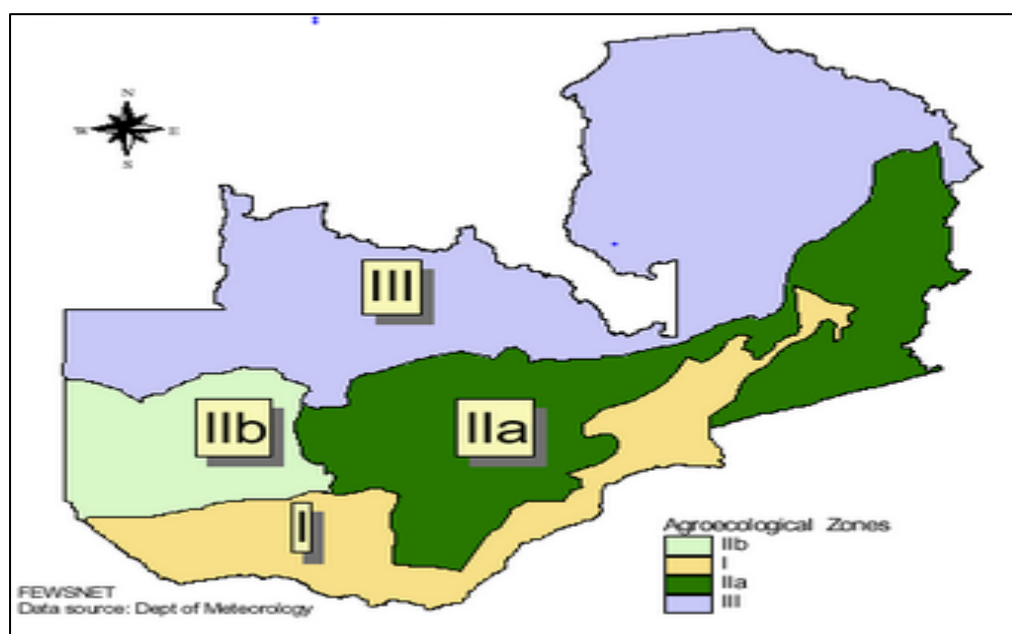 N
W E
S
III
IIb
IIa
I
Agroecological Zones
IIb
I
IIa
III
FEWSNET
Data source: Dept of Meteorology